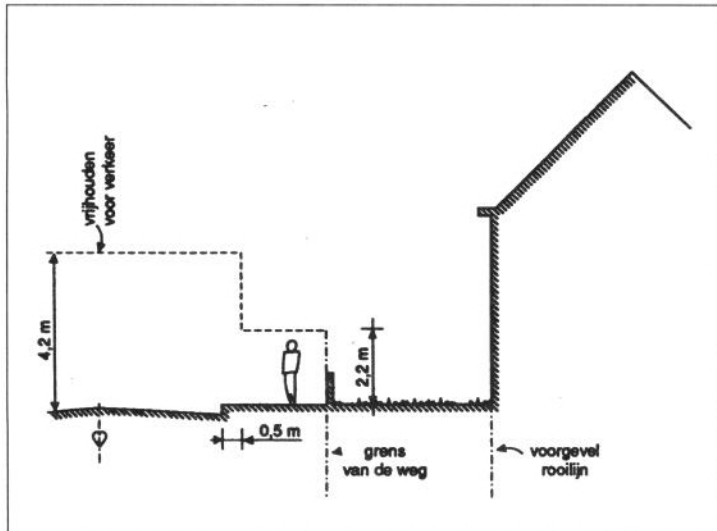 vrijhouden
voor verkeer
4,2 m
2,2 m
0,5 m
grens
van de weg
voorgevel
rooilijn